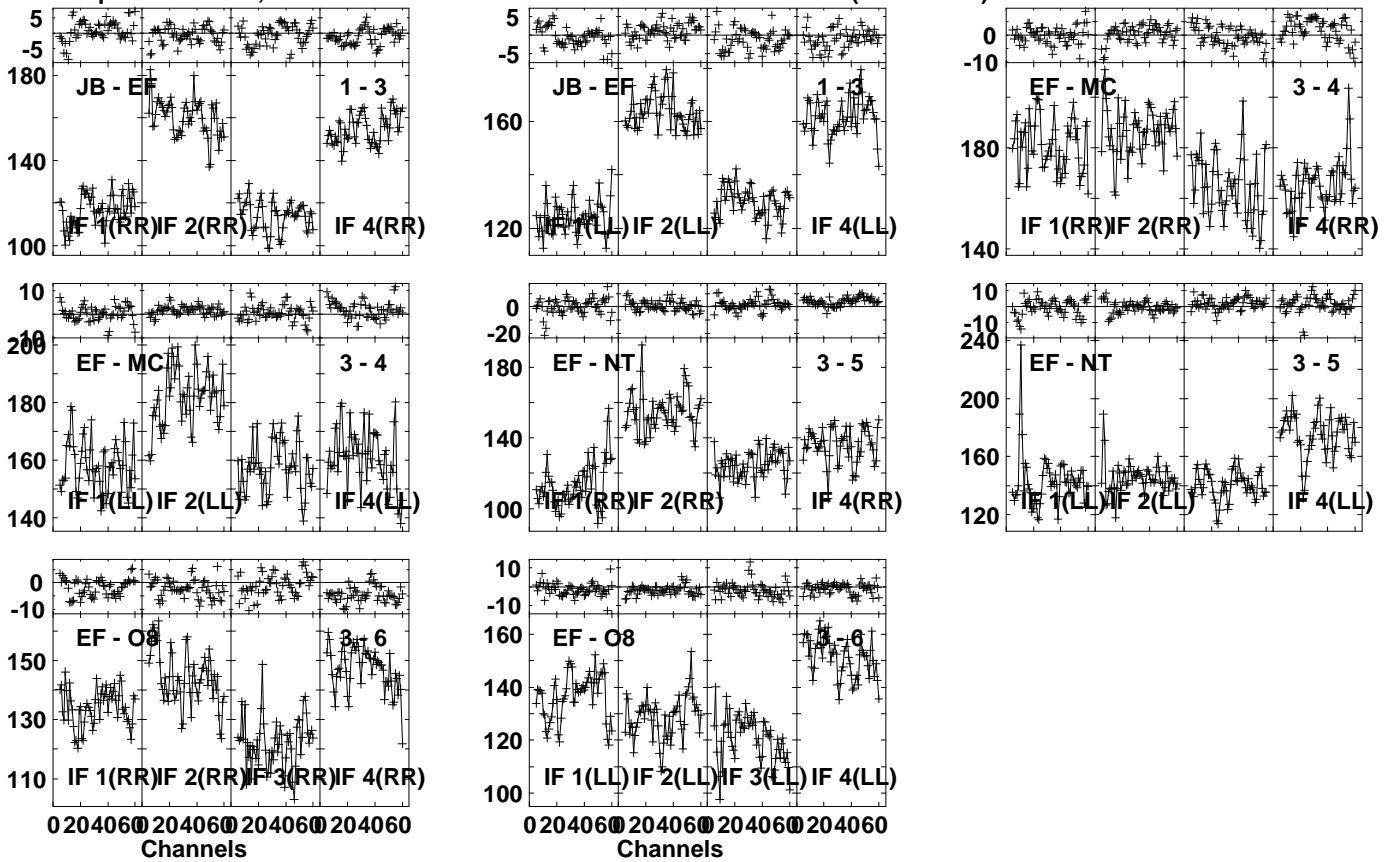 5 5 0
-5 -5 -10
180 JB - EF 1 - 3 JB - EF 1 - 3 EF - MC 3 - 4
160 180
140
120
IF 1(RR) IF 2(RR) IF 4(RR) IF 1(LL) IF 2(LL) IF 4(LL) IF 1(RR) IF 2(RR) IF 4(RR)
100 120 140
10 0 10
0
-10 -20 -10
200 240
EF - MC 3 - 4 EF - NT 3 - 5 EF - NT 3 - 5
180 180 200
160 140 160
IF 1(LL) IF 2(LL) IF 4(LL) IF 1(RR) IF 2(RR) IF 4(RR) IF 1(LL) IF 2(LL) IF 4(LL)
140 100 120
0 10
-10 -10
EF - O8 3 - 6 EF - O8 3 - 6
160
150 140
130 120
IF 1(RR) IF 2(RR) IF 3(RR) IF 4(RR) IF 1(LL) IF 2(LL) IF 3(LL) IF 4(LL)
110 100
0 20 40 60 0 20 40 60 0 20 40 60 0 20 40 60 0 20 40 60 0 20 40 60 0 20 40 60 0 20 40 60
Channels Channels